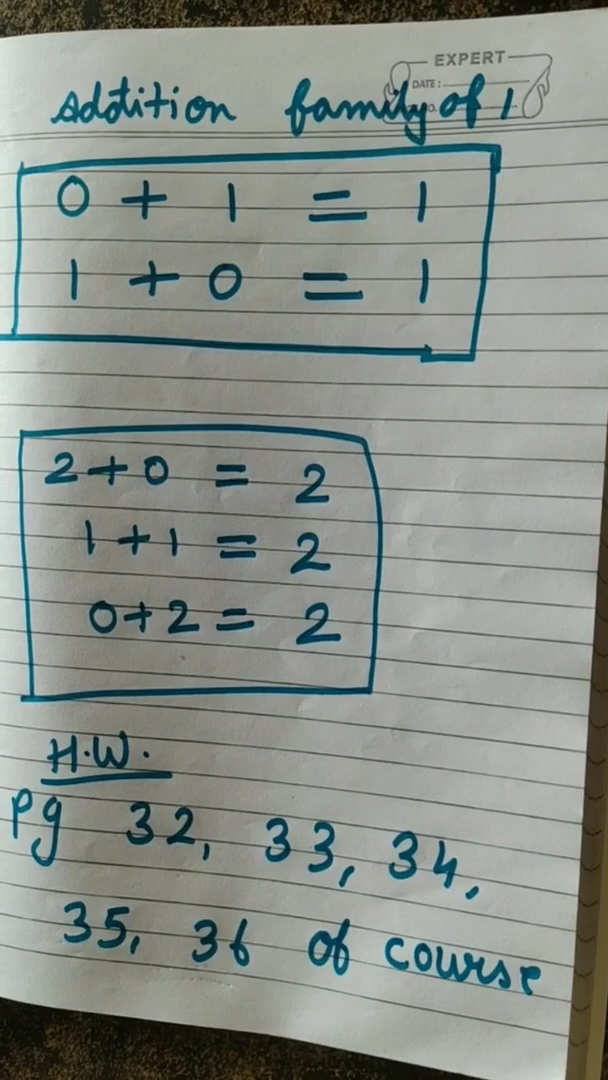 EXPERT
DATE:
Addition family of 1
0 + 1 = 1
1 + 0 = 1
2+0 = 2
1+1 = 2
0+2 = 2
H.W.
Pg 32, 33, 34,
35, 36 of course